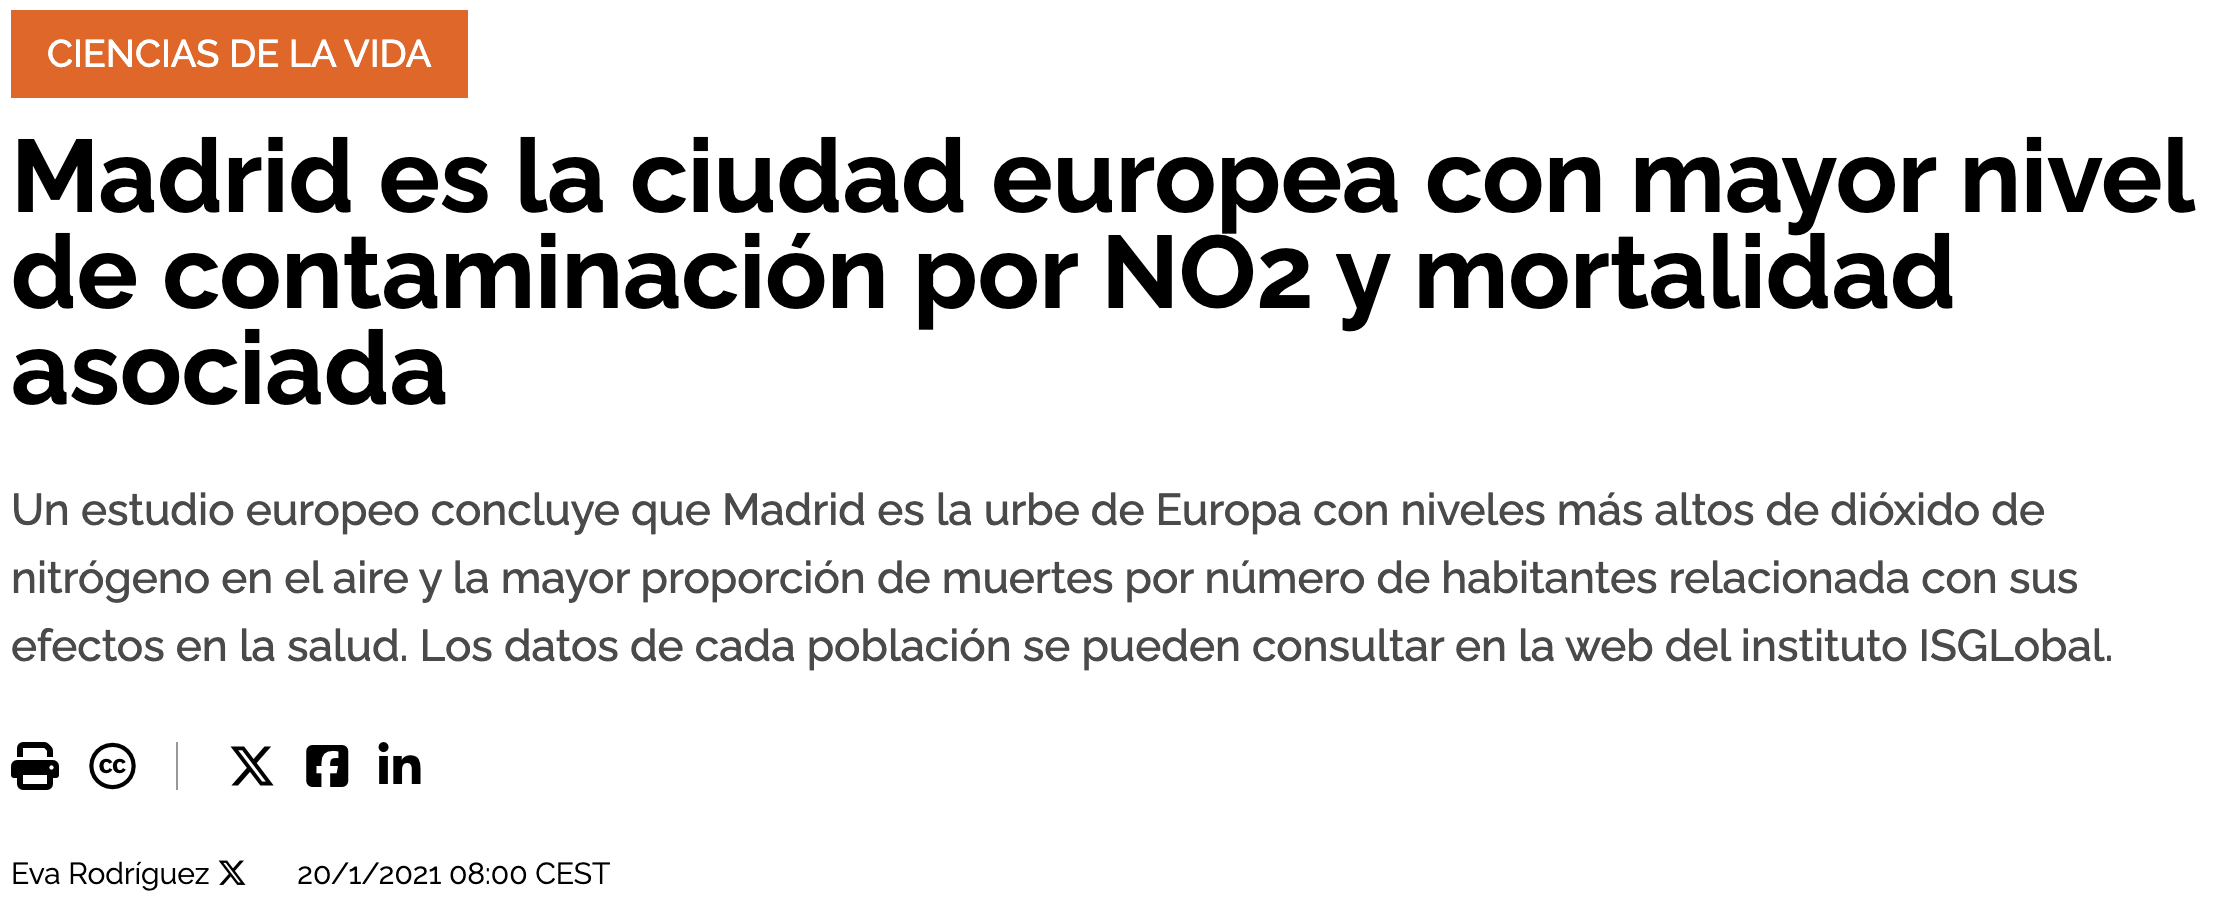 CIENCIAS DE LA VIDA
Madrid es la ciudad europea con mayor nivel
de contaminación por NO2 y mortalidad
asociada
Un estudio europeo concluye que Madrid es la urbe de Europa con niveles más altos de dióxido de
nitrógeno en el aire y la mayor proporción de muertes por número de habitantes relacionada con sus
efectos en la salud. Los datos de cada población se pueden consultar en la web del instituto ISGLobal.
cc X f in
Eva Rodríguez X 20/1/2021 08:00 CEST